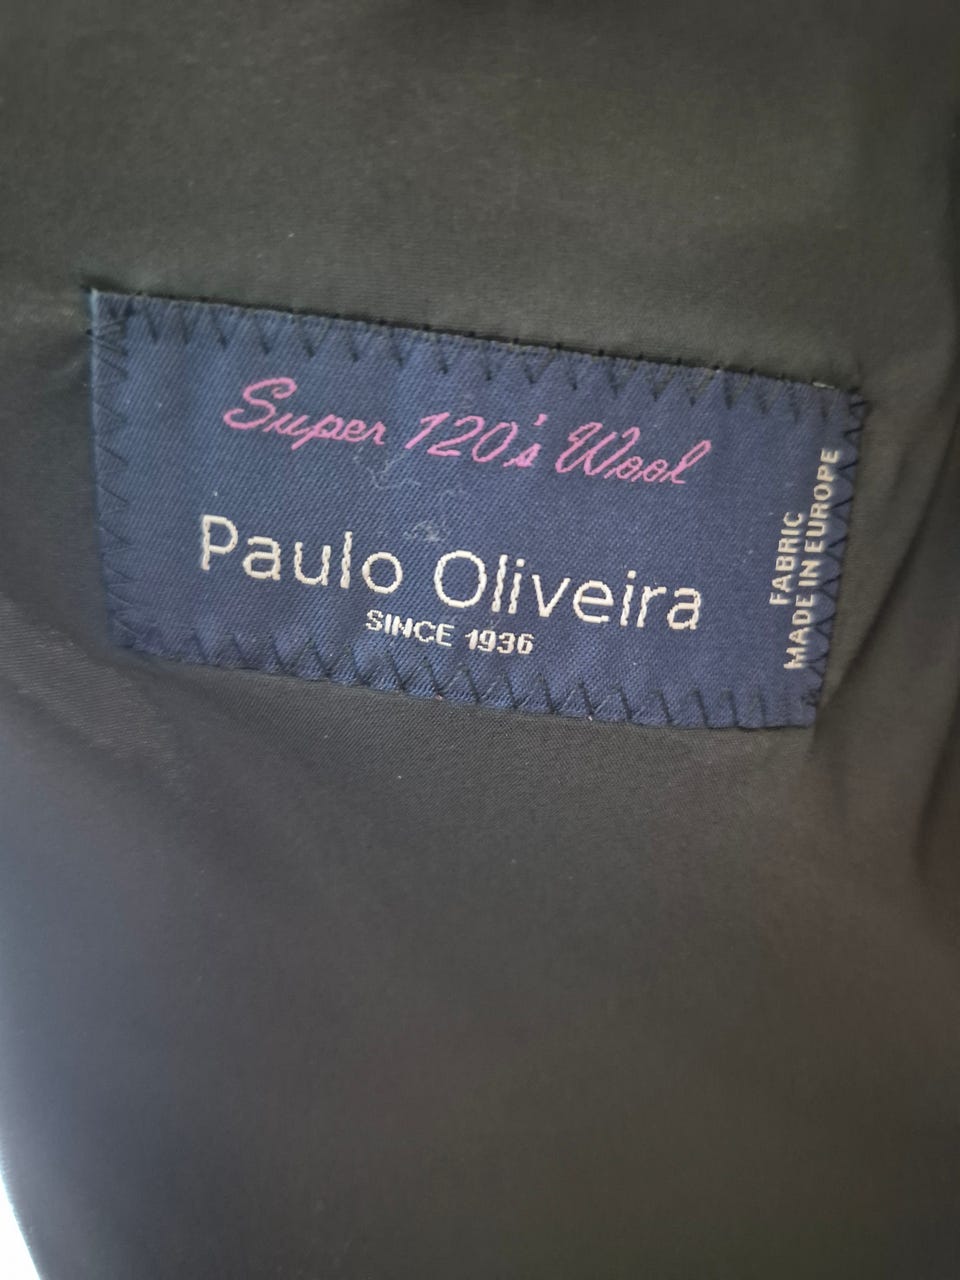 Super 120's Wool
Paulo Oliveira
SINCE 1936
FABRIC
MADE IN EUROPE